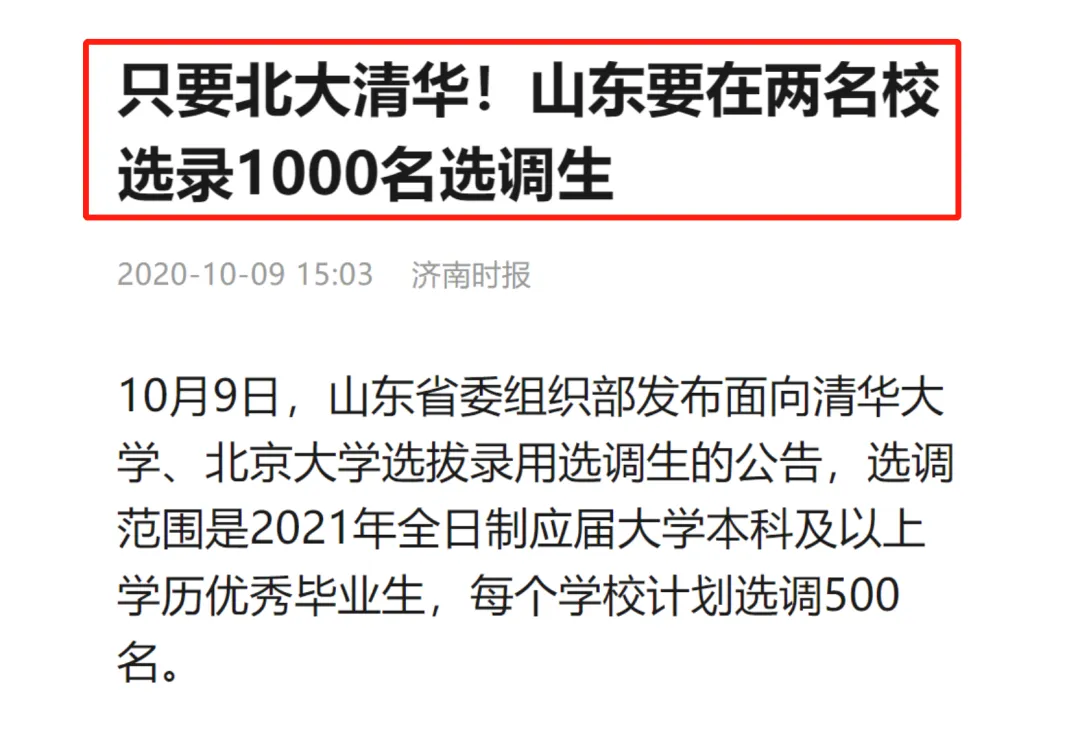 只要北大清华！山东要在两名校
选录1000名选调生
2020-10-09 15:03 济南时报
10月9日，山东省委组织部发布面向清华大
学、北京大学选拔录用选调生的公告，选调
范围是2021年全日制应届大学本科及以上
学历优秀毕业生，每个学校计划选调500
名。